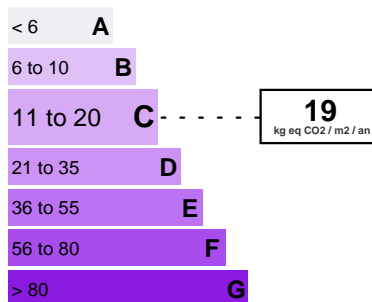 < 6 A
6 to 10 B
11 to 20 C
19
kg eq CO2 / m2 / an
21 to 35 D
36 to 55 E
56 to 80 F
> 80 G